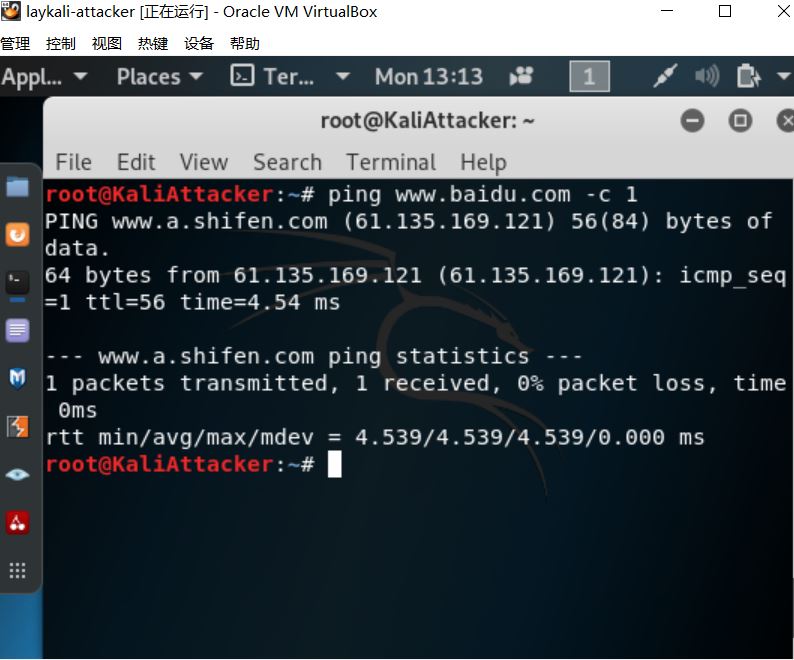 laykali-attacker [正在运行] - Oracle VM VirtualBox
管理 控制 视图 热键 设备 帮助
Appl... Places Ter... Mon 13:13 1
root@KaliAttacker: ~
File Edit View Search Terminal Help
root@KaliAttacker:~# ping www.baidu.com -c 1
PING www.a.shifen.com (61.135.169.121) 56(84) bytes of
data.
64 bytes from 61.135.169.121 (61.135.169.121): icmp_seq
=1 ttl=56 time=4.54 ms
--- www.a.shifen.com ping statistics ---
1 packets transmitted, 1 received, 0% packet loss, time
0ms
rtt min/avg/max/mdev = 4.539/4.539/4.539/0.000 ms
root@KaliAttacker:~#